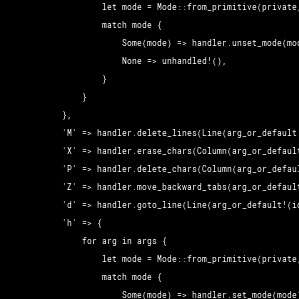 let mode = Mode::from_primitive(private,
match mode {
Some(mode) => handler.unset_mode(mod
None => unhandled!(),
}
}
},
'M' => handler.delete_lines(Line(arg_or_default
'X' => handler.erase_chars(Column(arg_or_default
'P' => handler.delete_chars(Column(arg_or_defaul
'Z' => handler.move_backward_tabs(arg_or_default
'd' => handler.goto_line(Line(arg_or_default!(id
'h' => {
for arg in args {
let mode = Mode::from_primitive(private,
match mode {
Some(mode) => handler.set_mode(mode)